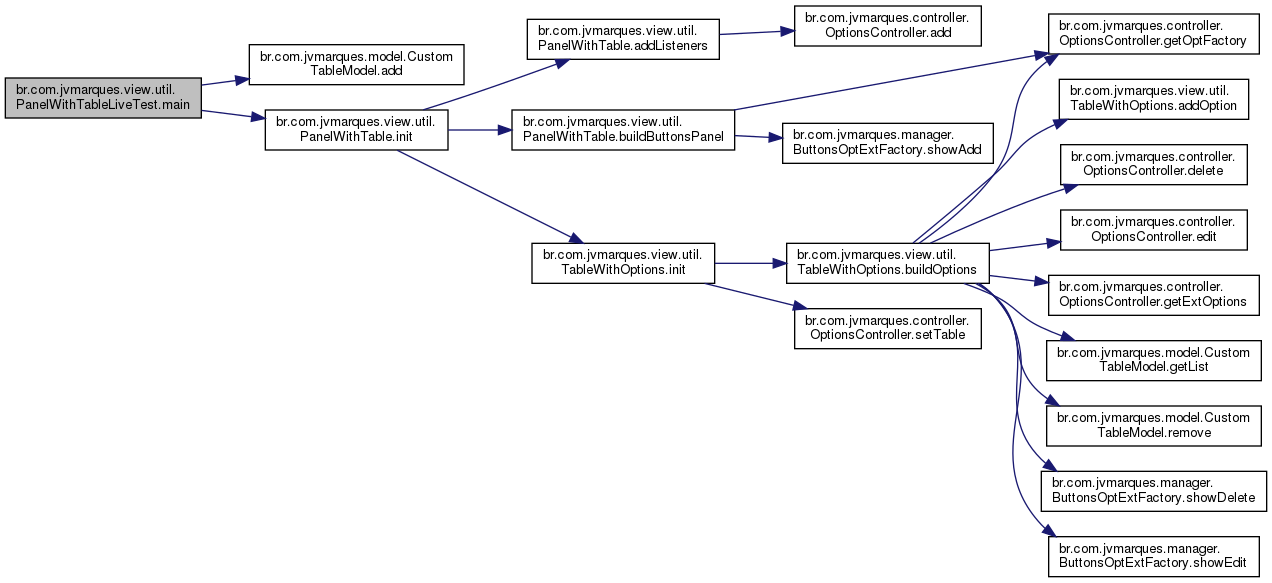 br.com.jvmarques.view.util.
PanelWithTableLiveTest.main
br.com.jvmarques.model.Custom
TableModel.add
br.com.jvmarques.view.util.
PanelWithTable.init
br.com.jvmarques.view.util.
PanelWithTable.addListeners
br.com.jvmarques.view.util.
PanelWithTable.buildButtonsPanel
br.com.jvmarques.view.util.
TableWithOptions.init
br.com.jvmarques.controller.
OptionsController.add
br.com.jvmarques.manager.
ButtonsOptExtFactory.showAdd
br.com.jvmarques.view.util.
TableWithOptions.buildOptions
br.com.jvmarques.controller.
OptionsController.setTable
br.com.jvmarques.controller.
OptionsController.getOptFactory
br.com.jvmarques.view.util.
TableWithOptions.addOption
br.com.jvmarques.controller.
OptionsController.delete
br.com.jvmarques.controller.
OptionsController.edit
br.com.jvmarques.controller.
OptionsController.getExtOptions
br.com.jvmarques.model.Custom
TableModel.getList
br.com.jvmarques.model.Custom
TableModel.remove
br.com.jvmarques.manager.
ButtonsOptExtFactory.showDelete
br.com.jvmarques.manager.
ButtonsOptExtFactory.showEdit